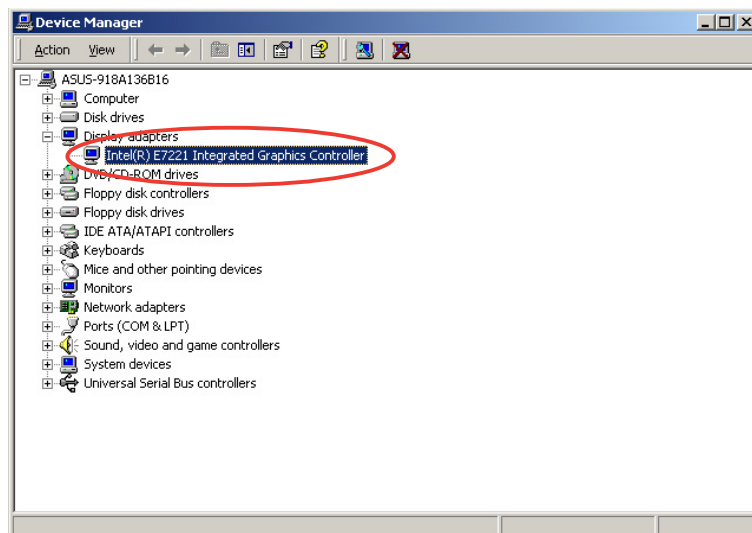 Device Manager
Action View
ASUS-918A136B16
Computer
Disk drives
Display adapters
Intel(R) E7221 Integrated Graphics Controller
DVD/CD-ROM drives
Floppy disk controllers
Floppy disk drives
IDE ATA/ATAPI controllers
Keyboards
Mice and other pointing devices
Monitors
Network adapters
Ports (COM & LPT)
Sound, video and game controllers
System devices
Universal Serial Bus controllers